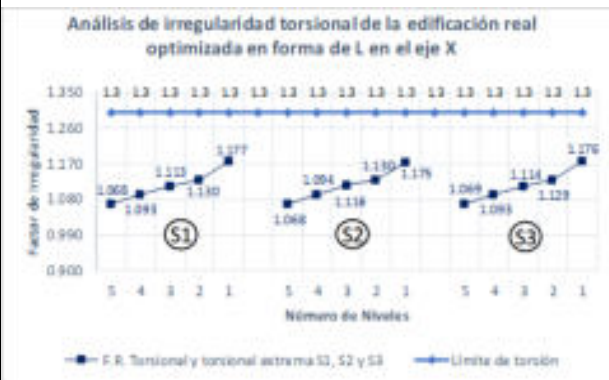 Análisis de irregularidad torsional de la edificación real
optimizada en forma de L en el eje X
Factor de irregularidad
1.350
1.260
1.170
1.080
0.990
0.900
1.3 1.3 1.3 1.3 1.3 1.3 1.3 1.3 1.3 1.3 1.3 1.3 1.3 1.3 1.3 1.3 1.3
1.068 1.093 1.113 1.130 1.177
1.068 1.094 1.118 1.130 1.175
1.069 1.093 1.114 1.129 1.176
S1 S2 S3
5 4 3 2 1 5 4 3 2 1 5 4 3 2 1
Número de Niveles
F.R. Torsional y torsional extrema S1, S2 y S3
Límite de torsión